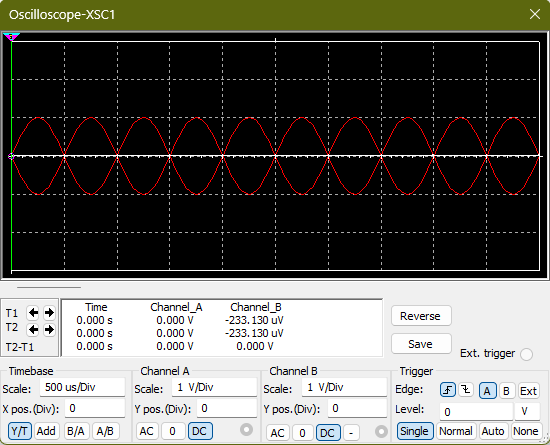 Oscilloscope-XSC1
T1
T2
T2-T1
Time Channel_A Channel_B
0.000 s 0.000 V -233.130 uV
0.000 s 0.000 V -233.130 uV
0.000 s 0.000 V 0.000 V
Reverse
Save
Ext. trigger
Timebase
Scale: 500 us/Div
X pos.(Div): 0
Y/T Add B/A A/B
Channel A
Scale: 1 V/Div
Y pos.(Div): 0
AC 0 DC
Channel B
Scale: 1 V/Div
Y pos.(Div): 0
AC 0 DC -
Trigger
Edge: A B Ext
Level: 0 V
Single Normal Auto None